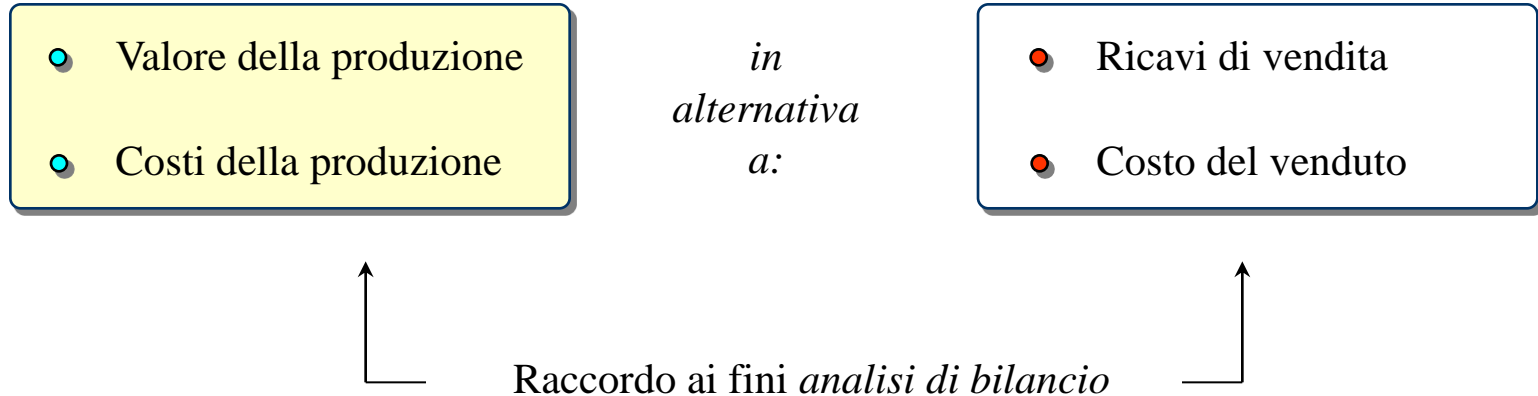 Valore della produzione
Costi della produzione
in
alternativa
a:
Ricavi di vendita
Costo del venduto
Raccordo ai fini analisi di bilancio